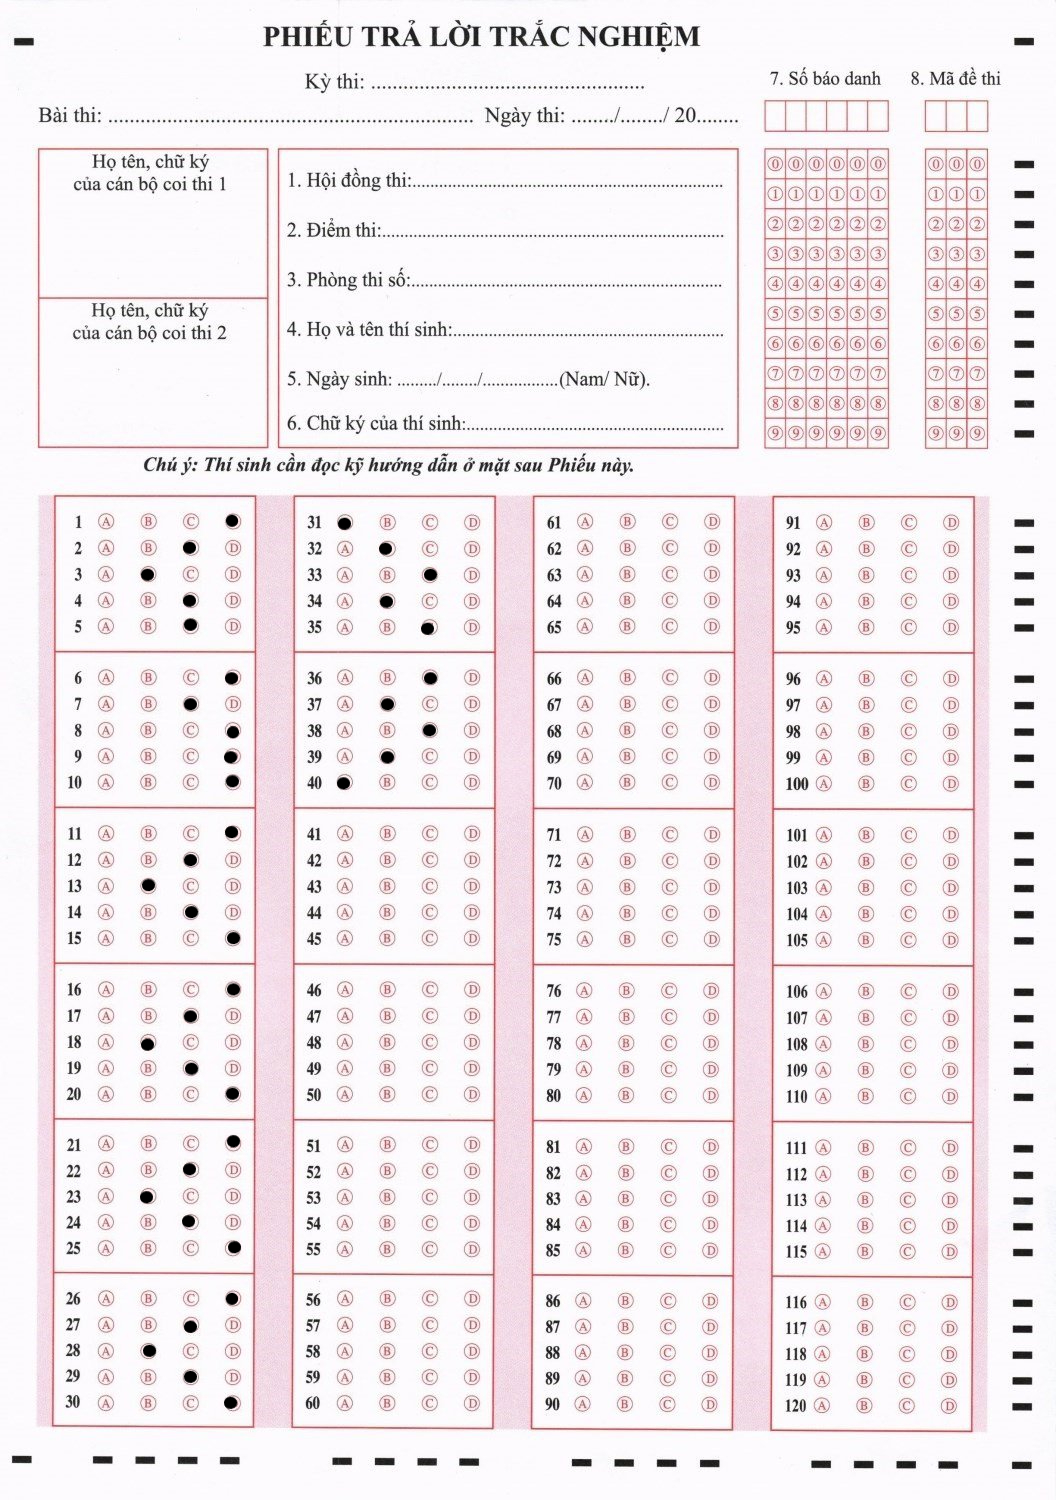 PHIẾU TRẢ LỜI TRẮC NGHIỆM
Kỳ thi: ...................................................
Bài thi: .................................................................... Ngày thi: ......../......../ 20........
7. Số báo danh
8. Mã đề thi
Họ tên, chữ ký
của cán bộ coi thi 1
Họ tên, chữ ký
của cán bộ coi thi 2
1. Hội đồng thi:..............................................................
2. Điểm thi:....................................................................
3. Phòng thi số:..............................................................
4. Họ và tên thí sinh:......................................................
5. Ngày sinh: ......../......../...............(Nam/ Nữ).
6. Chữ ký của thí sinh:...................................................
0 0 0 0 0 0 0 0 0
1 1 1 1 1 1 1 1 1
2 2 2 2 2 2 2 2 2
3 3 3 3 3 3 3 3 3
4 4 4 4 4 4 4 4 4
5 5 5 5 5 5 5 5 5
6 6 6 6 6 6 6 6 6
7 7 7 7 7 7 7 7 7
8 8 8 8 8 8 8 8 8
9 9 9 9 9 9 9 9 9
Chú ý: Thí sinh cần đọc kỹ hướng dẫn ở mặt sau Phiếu này.
1 A B C
2 A B D
3 A C D
4 A B D
5 A B D
6 A B C
7 A B D
8 A B C
9 A B C
10 A B C
11 A B C
12 A B D
13 A C D
14 A B D
15 A B C
16 A B C
17 A B D
18 A C D
19 A B D
20 A B C
21 A B C
22 A B D
23 A C D
24 A B D
25 A B C
26 A B C
27 A B D
28 A C D
29 A B D
30 A B C
31 B C D
32 A C D
33 A B D
34 A C D
35 A B D
36 A B D
37 A C D
38 A B D
39 A C D
40 B C D
41 A B C D
42 A B C D
43 A B C D
44 A B C D
45 A B C D
46 A B C D
47 A B C D
48 A B C D
49 A B C D
50 A B C D
51 A B C D
52 A B C D
53 A B C D
54 A B C D
55 A B C D
56 A B C D
57 A B C D
58 A B C D
59 A B C D
60 A B C D
61 A B C D
62 A B C D
63 A B C D
64 A B C D
65 A B C D
66 A B C D
67 A B C D
68 A B C D
69 A B C D
70 A B C D
71 A B C D
72 A B C D
73 A B C D
74 A B C D
75 A B C D
76 A B C D
77 A B C D
78 A B C D
79 A B C D
80 A B C D
81 A B C D
82 A B C D
83 A B C D
84 A B C D
85 A B C D
86 A B C D
87 A B C D
88 A B C D
89 A B C D
90 A B C D
91 A B C D
92 A B C D
93 A B C D
94 A B C D
95 A B C D
96 A B C D
97 A B C D
98 A B C D
99 A B C D
100 A B C D
101 A B C D
102 A B C D
103 A B C D
104 A B C D
105 A B C D
106 A B C D
107 A B C D
108 A B C D
109 A B C D
110 A B C D
111 A B C D
112 A B C D
113 A B C D
114 A B C D
115 A B C D
116 A B C D
117 A B C D
118 A B C D
119 A B C D
120 A B C D